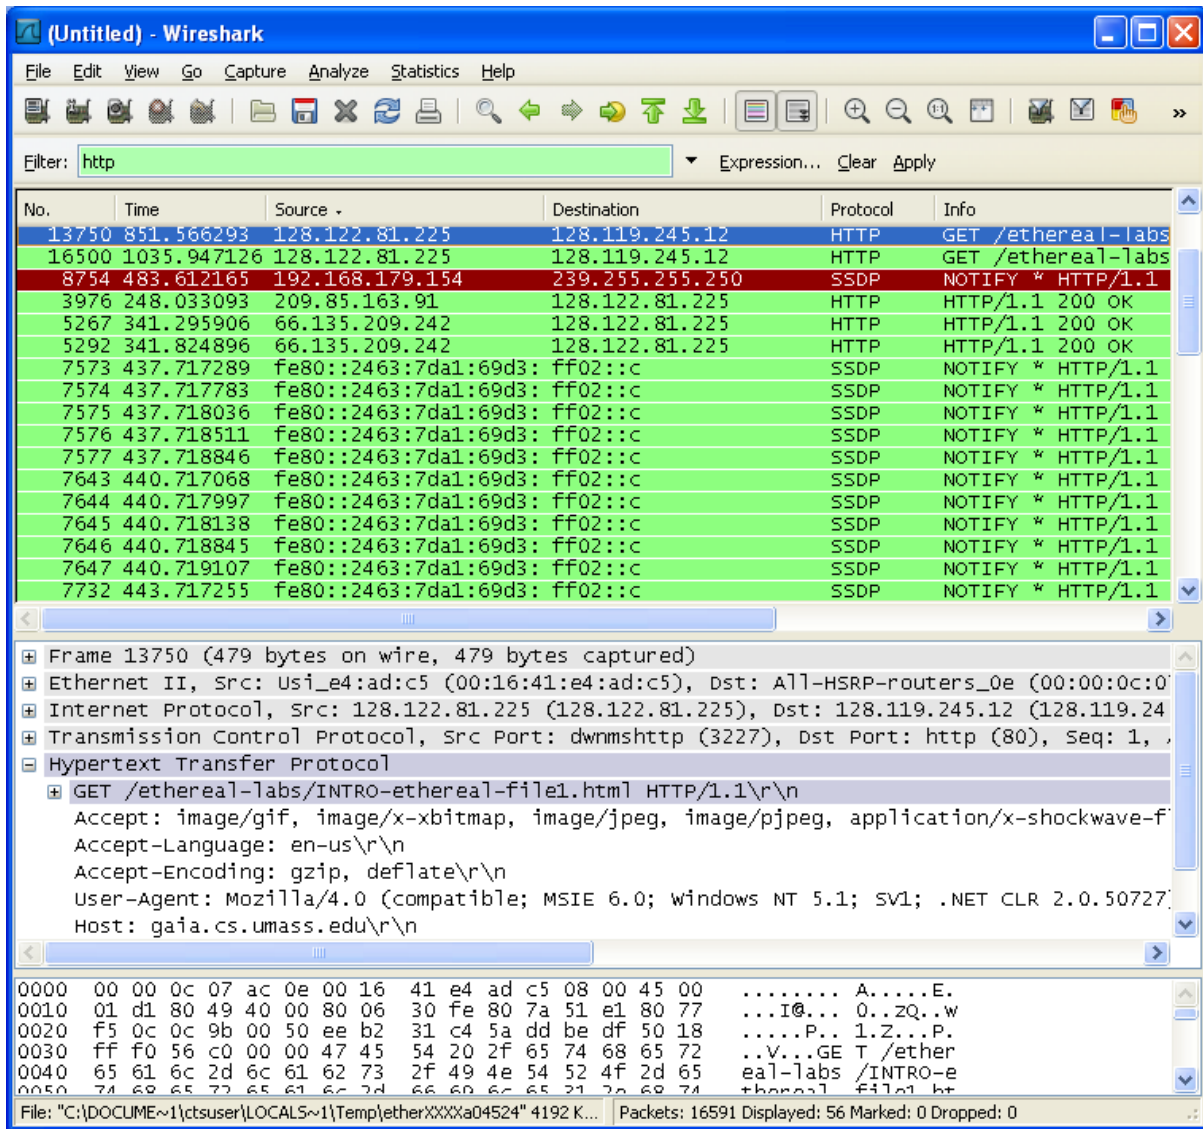 (Untitled) - Wireshark
File Edit View Go Capture Analyze Statistics Help
Filter: http Expression... Clear Apply
No. Time Source Destination Protocol Info
13750 851.566293 128.122.81.225 128.119.245.12 HTTP GET /ethereal-labs
16500 1035.947126 128.122.81.225 128.119.245.12 HTTP GET /ethereal-labs
8754 483.612165 192.168.179.154 239.255.255.250 SSDP NOTIFY * HTTP/1.1
3976 248.033093 209.85.163.91 128.122.81.225 HTTP HTTP/1.1 200 OK
5267 341.295906 66.135.209.242 128.122.81.225 HTTP HTTP/1.1 200 OK
5292 341.824896 66.135.209.242 128.122.81.225 HTTP HTTP/1.1 200 OK
7573 437.717289 fe80::2463:7da1:69d3: ff02::c SSDP NOTIFY * HTTP/1.1
7574 437.717783 fe80::2463:7da1:69d3: ff02::c SSDP NOTIFY * HTTP/1.1
7575 437.718036 fe80::2463:7da1:69d3: ff02::c SSDP NOTIFY * HTTP/1.1
7576 437.718511 fe80::2463:7da1:69d3: ff02::c SSDP NOTIFY * HTTP/1.1
7577 437.718846 fe80::2463:7da1:69d3: ff02::c SSDP NOTIFY * HTTP/1.1
7643 440.717068 fe80::2463:7da1:69d3: ff02::c SSDP NOTIFY * HTTP/1.1
7644 440.717997 fe80::2463:7da1:69d3: ff02::c SSDP NOTIFY * HTTP/1.1
7645 440.718138 fe80::2463:7da1:69d3: ff02::c SSDP NOTIFY * HTTP/1.1
7646 440.718845 fe80::2463:7da1:69d3: ff02::c SSDP NOTIFY * HTTP/1.1
7647 440.719107 fe80::2463:7da1:69d3: ff02::c SSDP NOTIFY * HTTP/1.1
7732 443.717255 fe80::2463:7da1:69d3: ff02::c SSDP NOTIFY * HTTP/1.1
Frame 13750 (479 bytes on wire, 479 bytes captured)
Ethernet II, Src: Usi_e4:ad:c5 (00:16:41:e4:ad:c5), Dst: All-HSRP-routers_0e (00:00:0c:0
Internet Protocol, Src: 128.122.81.225 (128.122.81.225), Dst: 128.119.245.12 (128.119.24
Transmission Control Protocol, Src Port: dwnmshttp (3227), Dst Port: http (80), Seq: 1,
Hypertext Transfer Protocol
GET /ethereal-labs/INTRO-ethereal-file1.html HTTP/1.1\r\n
Accept: image/gif, image/x-xbitmap, image/jpeg, image/pjpeg, application/x-shockwave-f
Accept-Language: en-us\r\n
Accept-Encoding: gzip, deflate\r\n
User-Agent: Mozilla/4.0 (compatible; MSIE 6.0; Windows NT 5.1; SV1; .NET CLR 2.0.50727
Host: gaia.cs.umass.edu\r\n
0000 00 00 0c 07 ac 0e 00 16 41 e4 ad c5 08 00 45 00 ........ A.....E.
0010 01 d1 80 49 40 00 80 06 30 fe 80 7a 51 e1 80 77 ...I@... 0..zQ..w
0020 f5 0c 0c 9b 00 50 ee b2 31 c4 5a dd be df 50 18 .....P.. 1.Z...P.
0030 ff f0 56 c0 00 00 47 45 54 20 2f 65 74 68 65 72 ..V...GE T /ether
0040 65 61 6c 2d 6c 61 62 73 2f 49 4e 54 52 4f 2d 65 eal-labs /INTRO-e
0050 74 68 65 72 65 61 6c 2d 66 69 6c 65 31 2e 68 74 thereal- file1.ht
File: "C:\DOCUME~1\ctsuser\LOCALS~1\Temp\etherXXXXa04524" 4192 K... Packets: 16591 Displayed: 56 Marked: 0 Dropped: 0